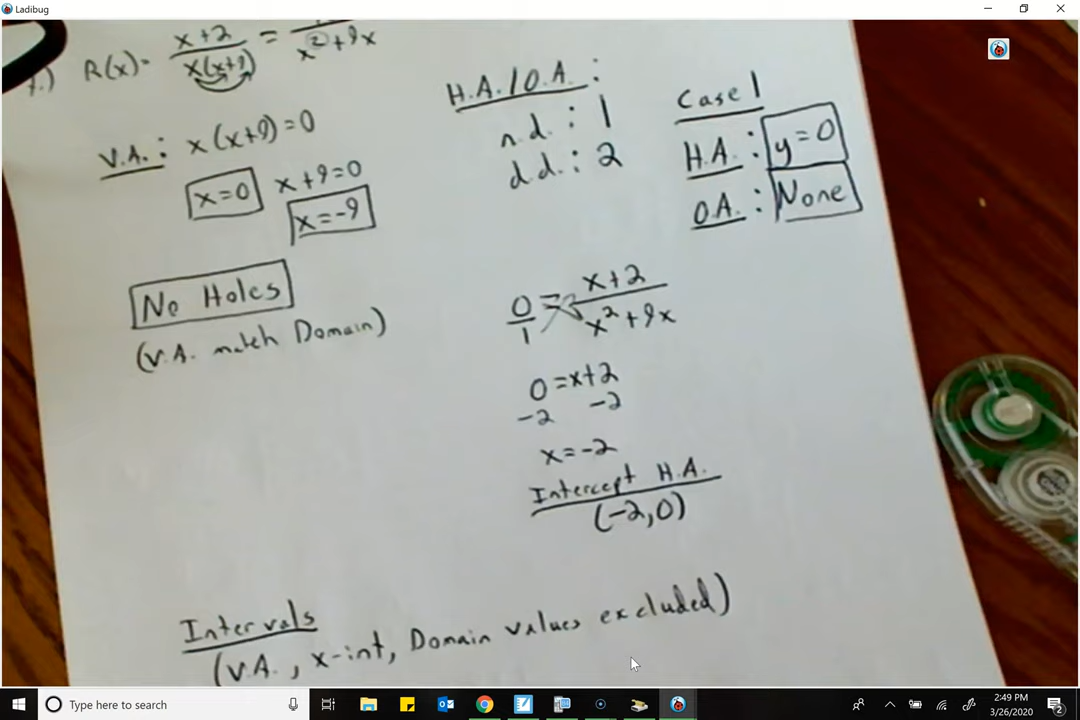 Ladibug
R(x)= x+2 / x(x+9) = / x²+9x
V.A.: x(x+9)=0
x=0 x+9=0
x=-9
No Holes
(V.A. match Domain)
H.A./O.A.:
n.d.: 1
d.d.: 2
Case 1
H.A.: y=0
O.A.: None
0/1 = x+2 / x²+9x
0=x+2
-2 -2
x=-2
Intercept H.A.
(-2,0)
Intervals
(V.A., x-int, Domain values excluded)
Type here to search
2:49 PM
3/26/2020
2